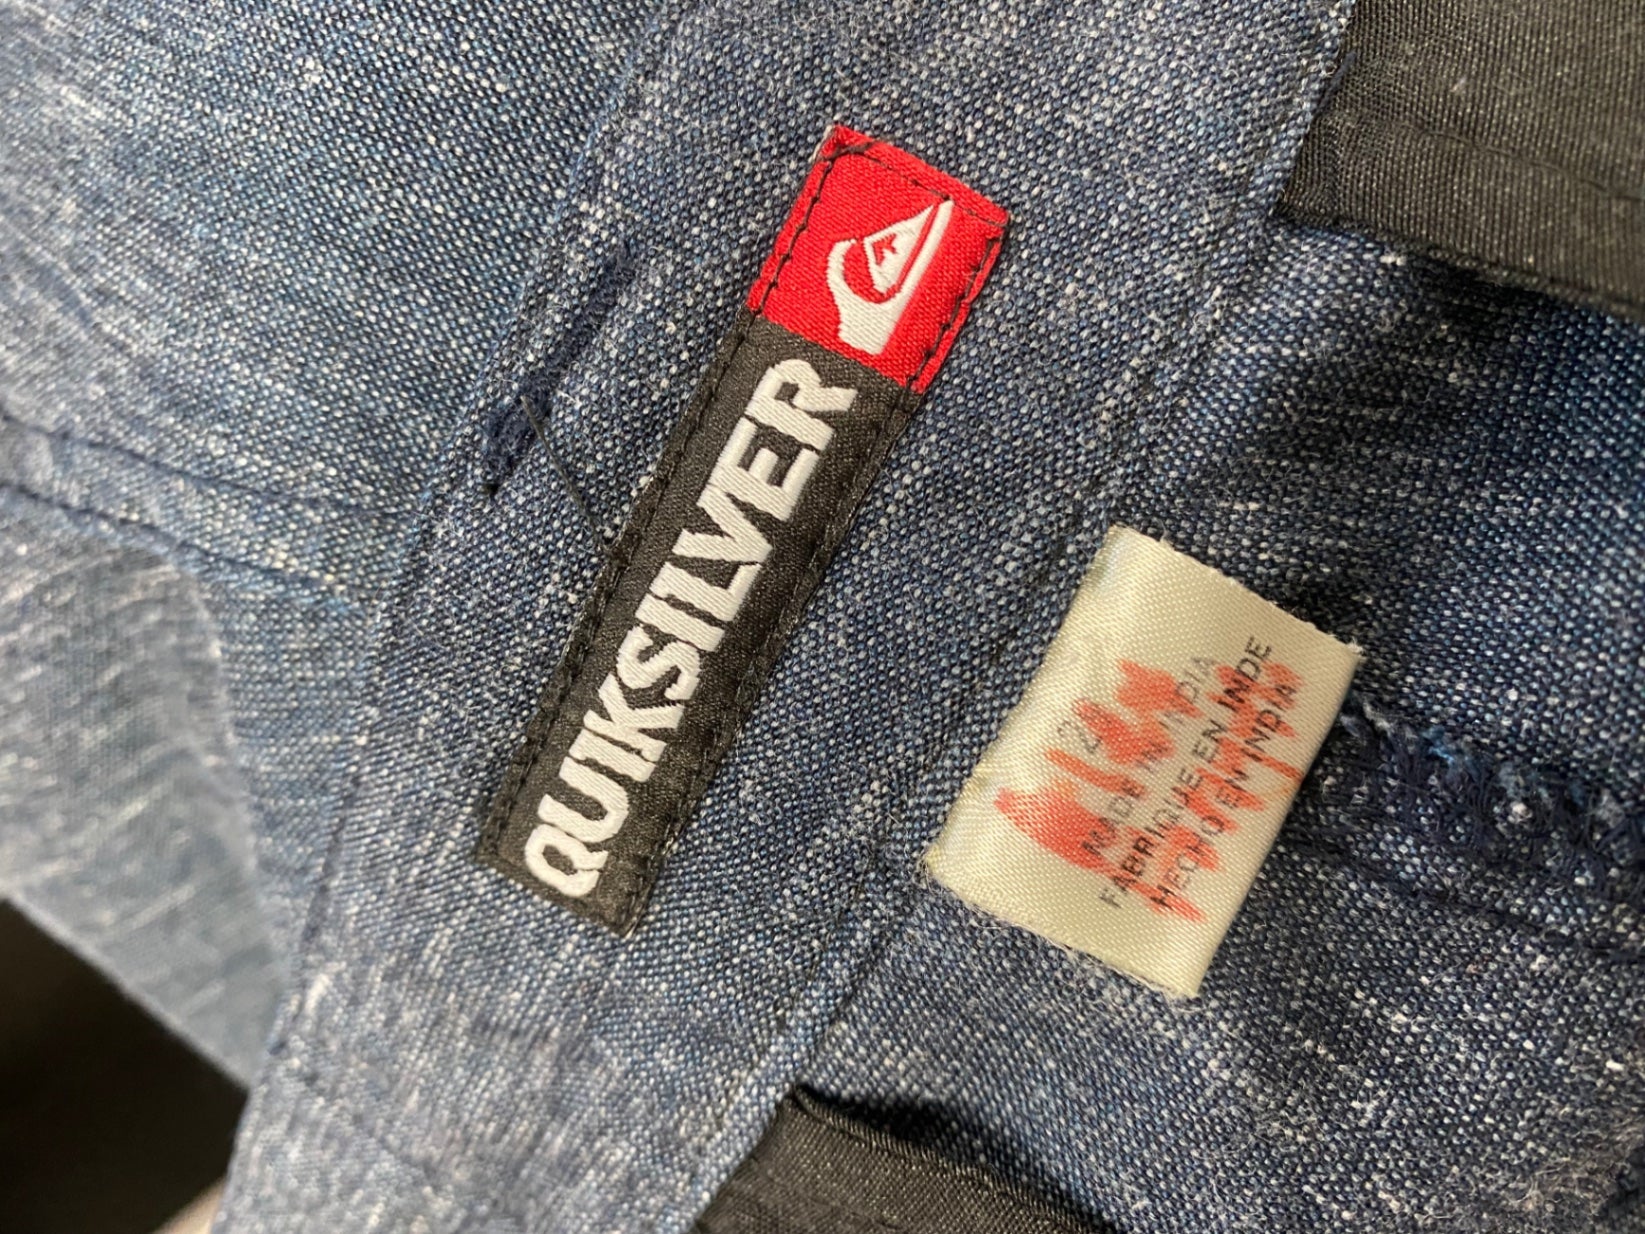 QUIKSILVER
MADE IN INDIA
FABRIQUE EN INDE
HECHO EN INDIA